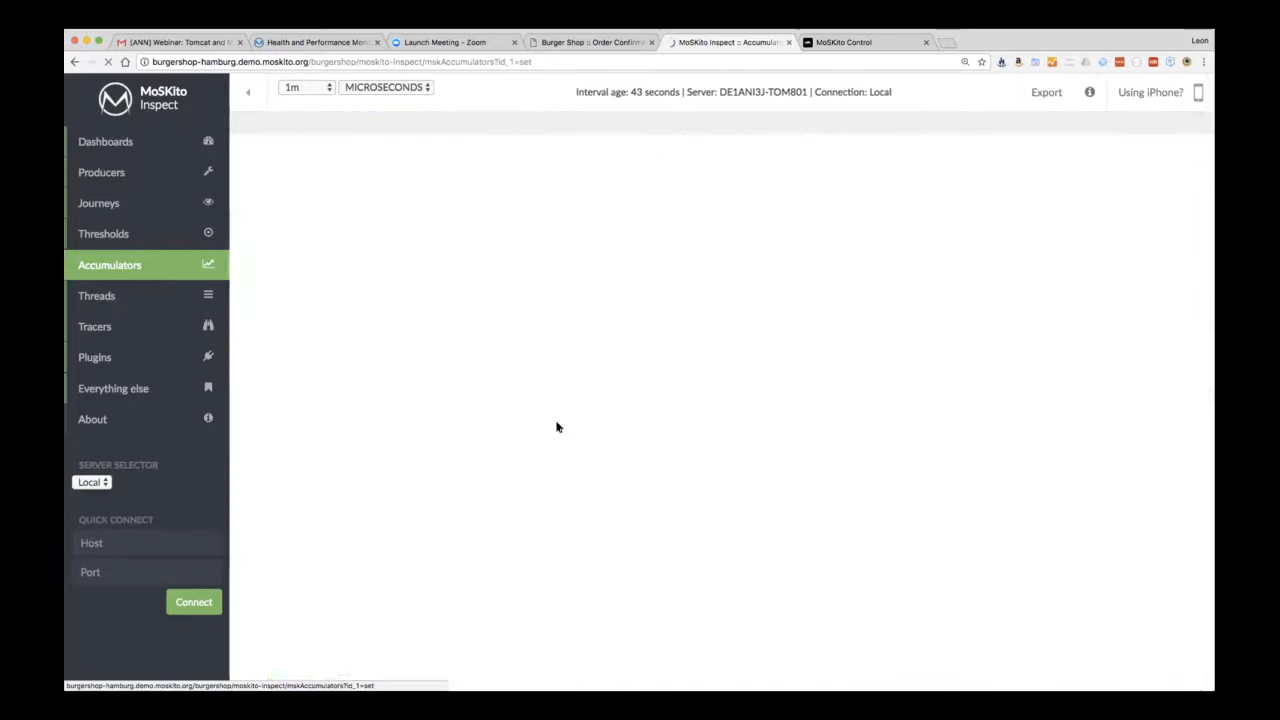 [ANN] Webinar: Tomcat and M
Health and Performance Moni
Launch Meeting - Zoom
Burger Shop :: Order Confirma
MoSKito Inspect :: Accumulat
MoSKito Control
Leon
burgershop-hamburg.demo.moskito.org/burgershop/moskito-inspect/mskAccumulators?id_1=set
MoSKito
Inspect
1m
MICROSECONDS
Interval age: 43 seconds | Server: DE1ANI3J-TOM801 | Connection: Local
Export
Using iPhone?
Dashboards
Producers
Journeys
Thresholds
Accumulators
Threads
Tracers
Plugins
Everything else
About
SERVER SELECTOR
Local
QUICK CONNECT
Host
Port
Connect
burgershop-hamburg.demo.moskito.org/burgershop/moskito-inspect/mskAccumulators?id_1=set